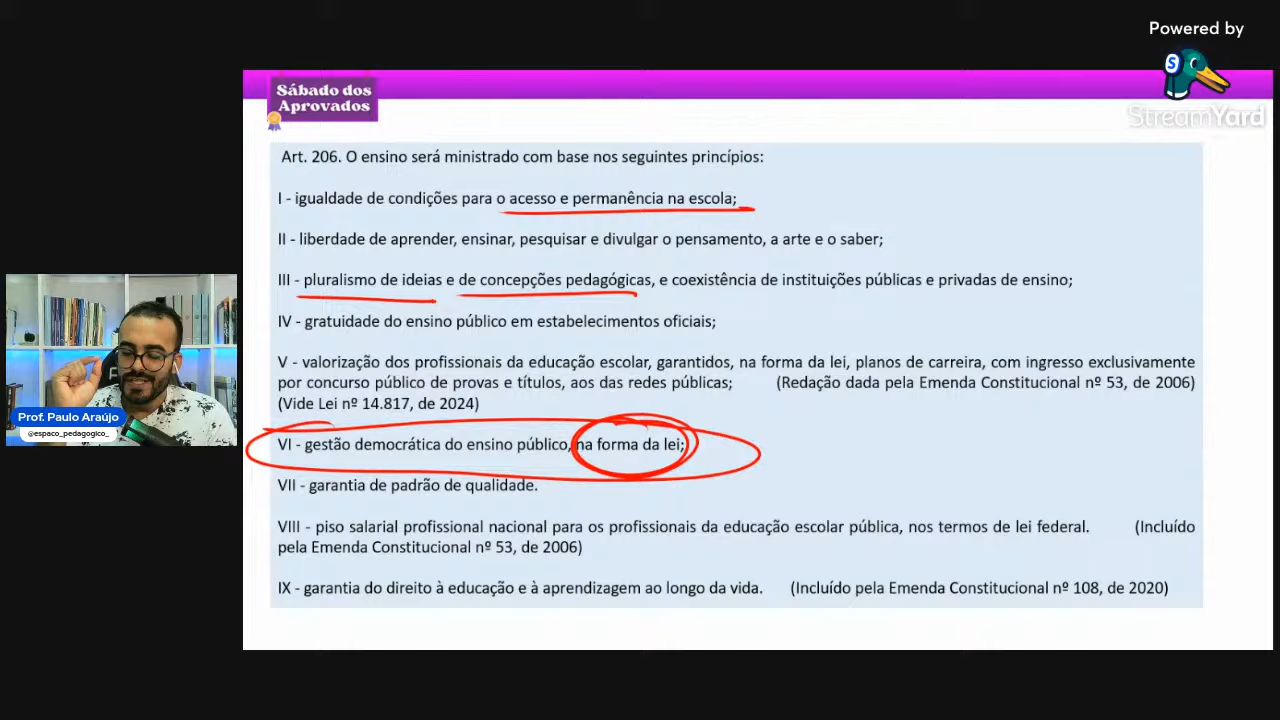 Powered by
S
StreamYard
Sábado dos
Aprovados
Art. 206. O ensino será ministrado com base nos seguintes princípios:
I - igualdade de condições para o acesso e permanência na escola;
II - liberdade de aprender, ensinar, pesquisar e divulgar o pensamento, a arte e o saber;
III - pluralismo de ideias e de concepções pedagógicas, e coexistência de instituições públicas e privadas de ensino;
IV - gratuidade do ensino público em estabelecimentos oficiais;
V - valorização dos profissionais da educação escolar, garantidos, na forma da lei, planos de carreira, com ingresso exclusivamente
por concurso público de provas e títulos, aos das redes públicas; (Redação dada pela Emenda Constitucional nº 53, de 2006)
(Vide Lei nº 14.817, de 2024)
VI - gestão democrática do ensino público, na forma da lei;
VII - garantia de padrão de qualidade.
VIII - piso salarial profissional nacional para os profissionais da educação escolar pública, nos termos de lei federal. (Incluído
pela Emenda Constitucional nº 53, de 2006)
IX - garantia do direito à educação e à aprendizagem ao longo da vida. (Incluído pela Emenda Constitucional nº 108, de 2020)
Prof. Paulo Araújo
@espaco_pedagogico_